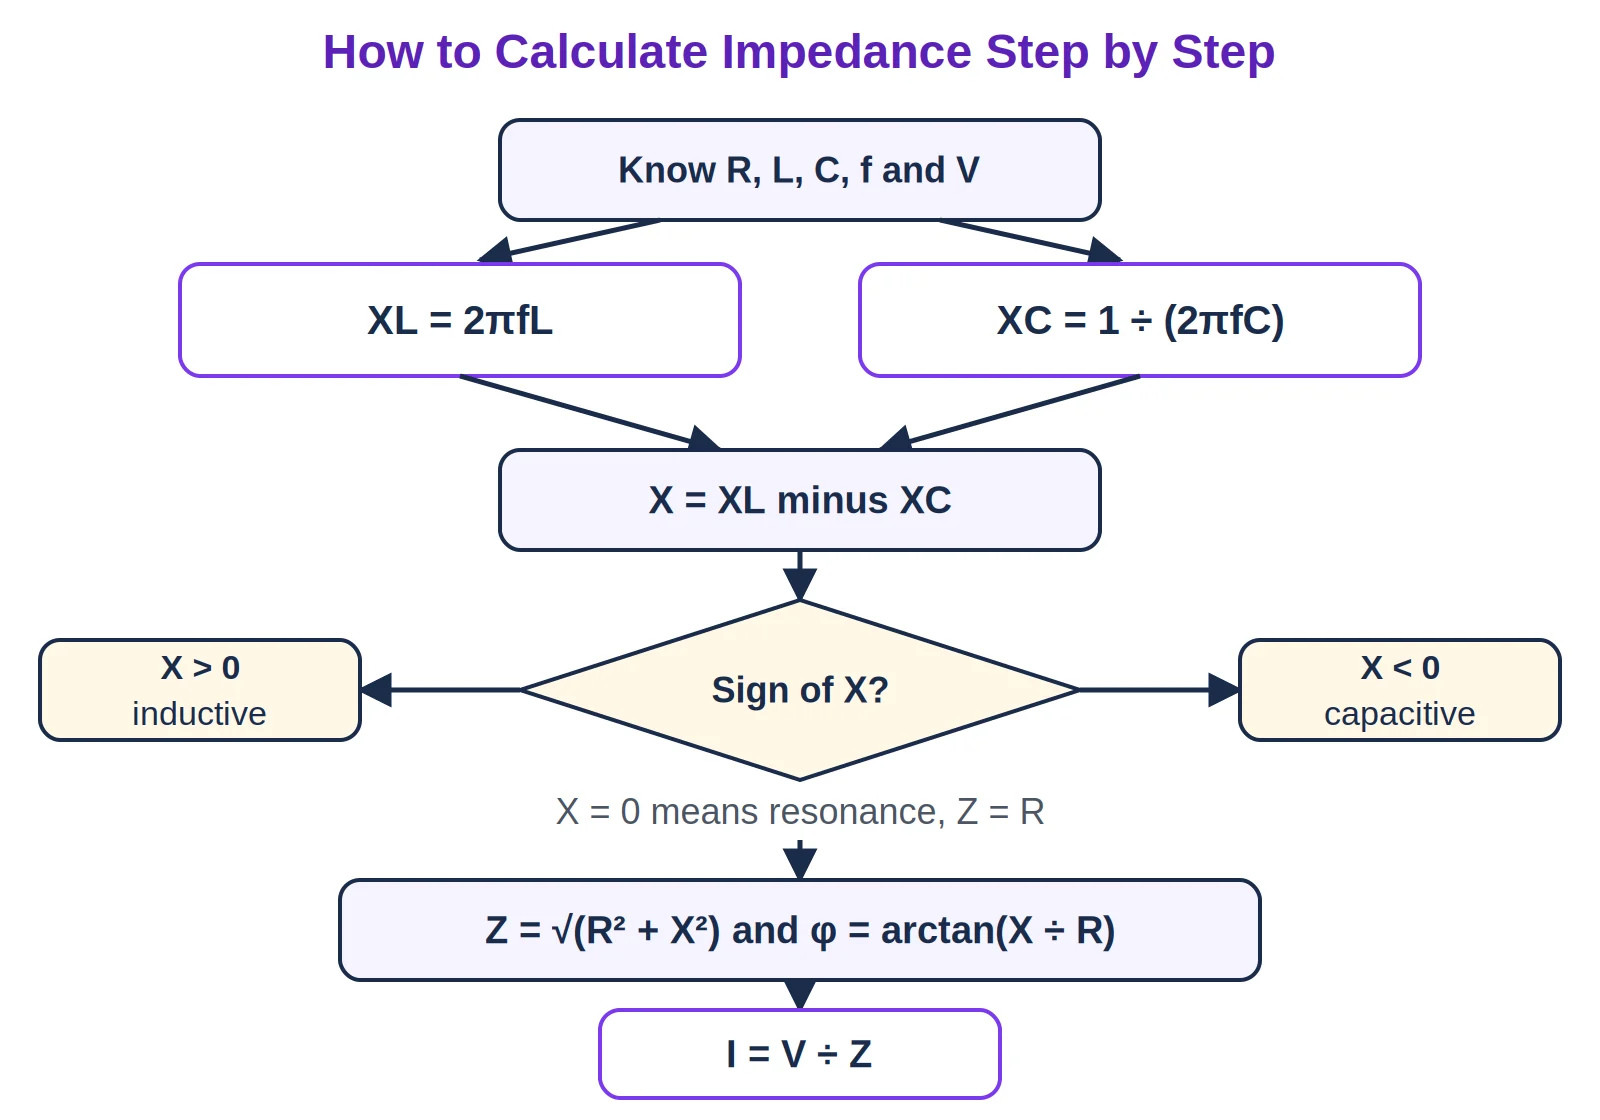 How to Calculate Impedance Step by Step
Know R, L, C, f and V
XL = 2πfL
XC = 1 ÷ (2πfC)
X = XL minus XC
Sign of X?
X > 0
inductive
X < 0
capacitive
X = 0 means resonance, Z = R
Z = √(R² + X²) and φ = arctan(X ÷ R)
I = V ÷ Z